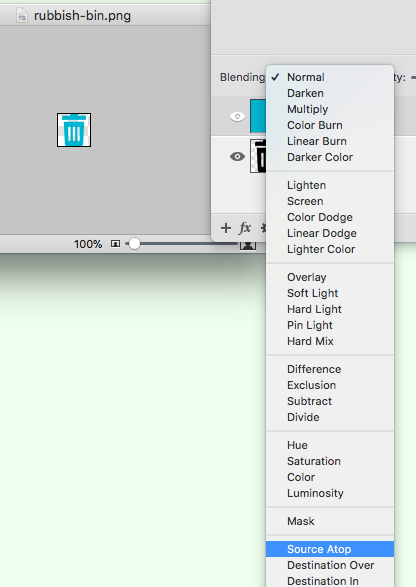 rubbish-bin.png
Blending
✓ Normal
ty:
Darken
Multiply
Color Burn
Linear Burn
Darker Color
Lighten
Screen
Color Dodge
Linear Dodge
Lighter Color
100%
+ fx
Overlay
Soft Light
Hard Light
Pin Light
Hard Mix
Difference
Exclusion
Subtract
Divide
Hue
Saturation
Color
Luminosity
Mask
Source Atop
Destination Over
Destination In